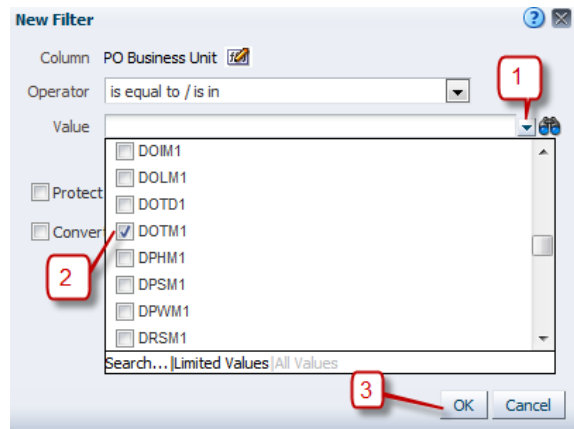 New Filter
Column PO Business Unit
Operator is equal to / is in
1
Value
DOIM1
DOLM1
Protect
DOTD1
Conver
DOTM1
2
DPHM1
DPSM1
DPWM1
DRSM1
Search...|Limited Values|All Values
3
OK Cancel